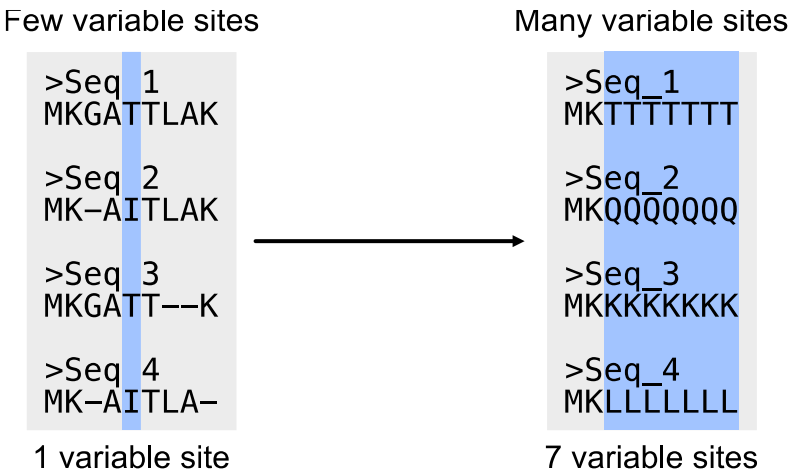 Few variable sites
>Seq_1
MKGATTLAK
>Seq_2
MK–AITLAK
>Seq_3
MKGATT––K
>Seq_4
MK–AITLA–
1 variable site
Many variable sites
>Seq_1
MKTTTTTTT
>Seq_2
MKQQQQQQQ
>Seq_3
MKKKKKKKK
>Seq_4
MKLLLLLLL
7 variable sites